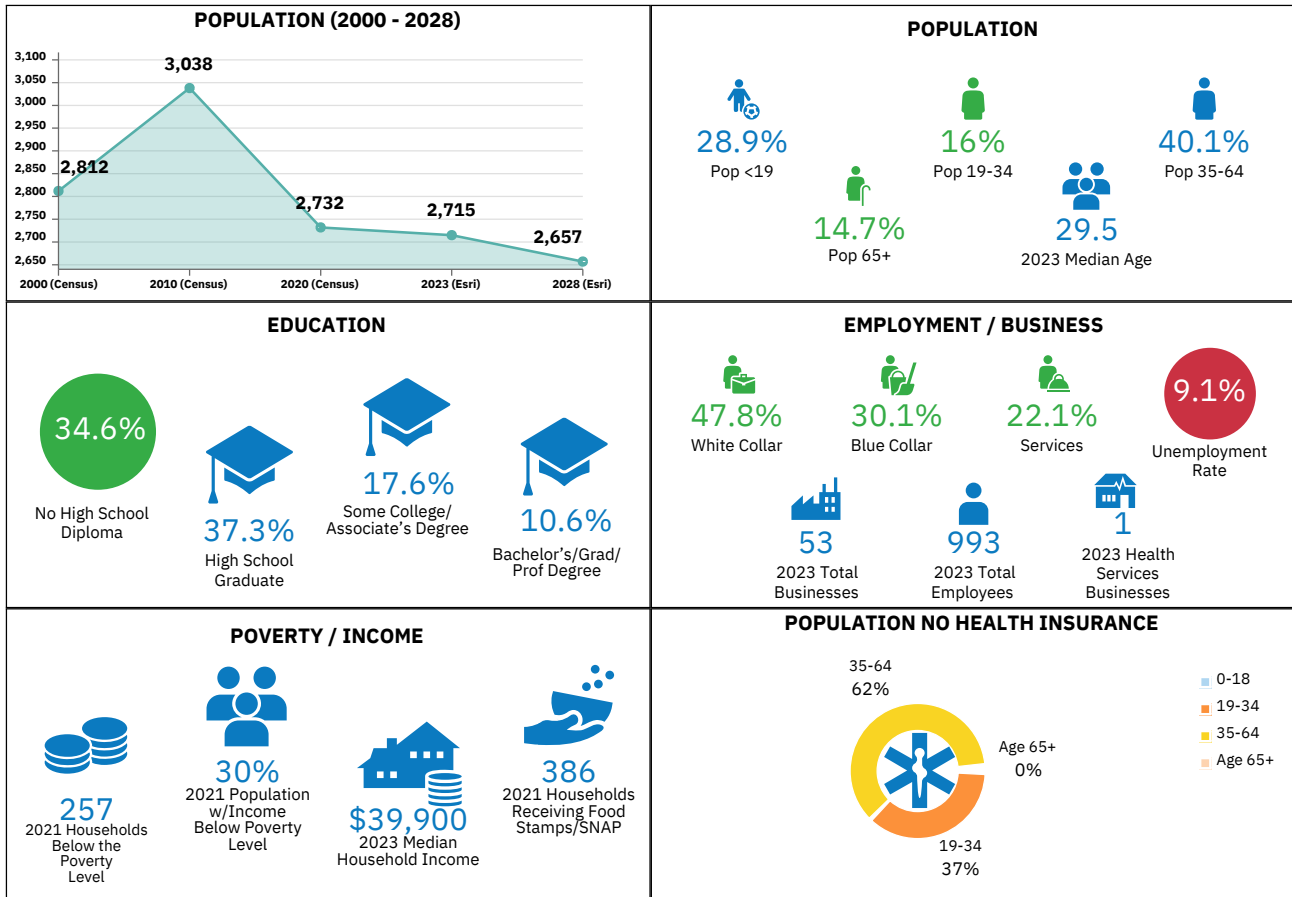 POPULATION (2000 - 2028)
3,100
3,050
3,000
2,950
2,900
2,850
2,800
2,750
2,700
2,650
2,812
3,038
2,732
2,715
2,657
2000 (Census)
2010 (Census)
2020 (Census)
2023 (Esri)
2028 (Esri)
POPULATION
28.9%
Pop <19
16%
Pop 19-34
40.1%
Pop 35-64
14.7%
Pop 65+
29.5
2023 Median Age
EDUCATION
34.6%
No High School
Diploma
37.3%
High School
Graduate
17.6%
Some College/
Associate's Degree
10.6%
Bachelor's/Grad/
Prof Degree
EMPLOYMENT / BUSINESS
47.8%
White Collar
30.1%
Blue Collar
22.1%
Services
9.1%
Unemployment
Rate
53
2023 Total
Businesses
993
2023 Total
Employees
1
2023 Health
Services
Businesses
POVERTY / INCOME
257
2021 Households
Below the
Poverty
Level
30%
2021 Population
w/Income
Below Poverty
Level
$39,900
2023 Median
Household Income
386
2021 Households
Receiving Food
Stamps/SNAP
POPULATION NO HEALTH INSURANCE
35-64
62%
Age 65+
0%
19-34
37%
0-18
19-34
35-64
Age 65+